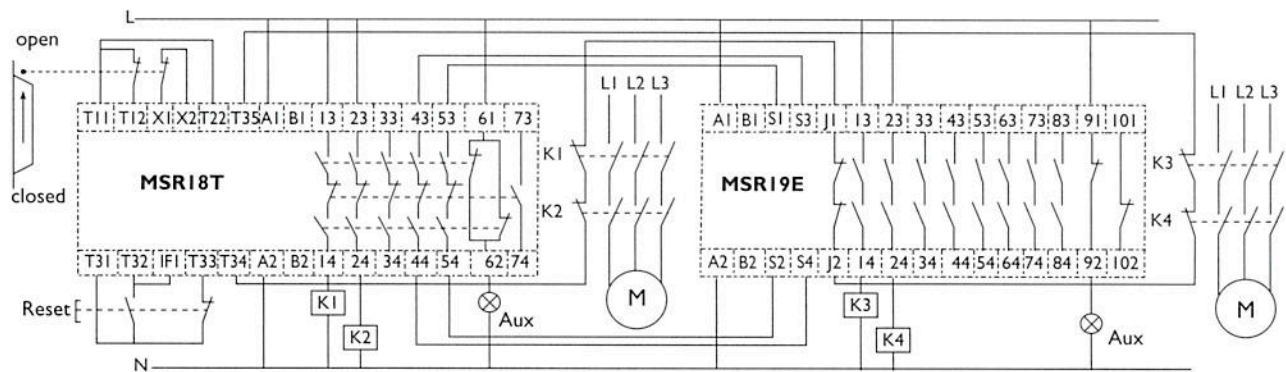 L
open
L1 L2 L3
L1 L2 L3
T11 T12 X1 X2 T22 T35 A1 B1 13 23 33 43 53 61 73
A1 B1 S1 S3 J1 13 23 33 43 53 63 73 83 91 101
K1
K3
MSR18T
MSR19E
closed
K2
K4
T31 T32 IF1 T33 T34 A2 B2 14 24 34 44 54 62 74
A2 B2 S2 S4 J2 14 24 34 44 54 64 74 84 92 102
Reset
K1
M
K3
M
Aux
K2
K4
Aux
N